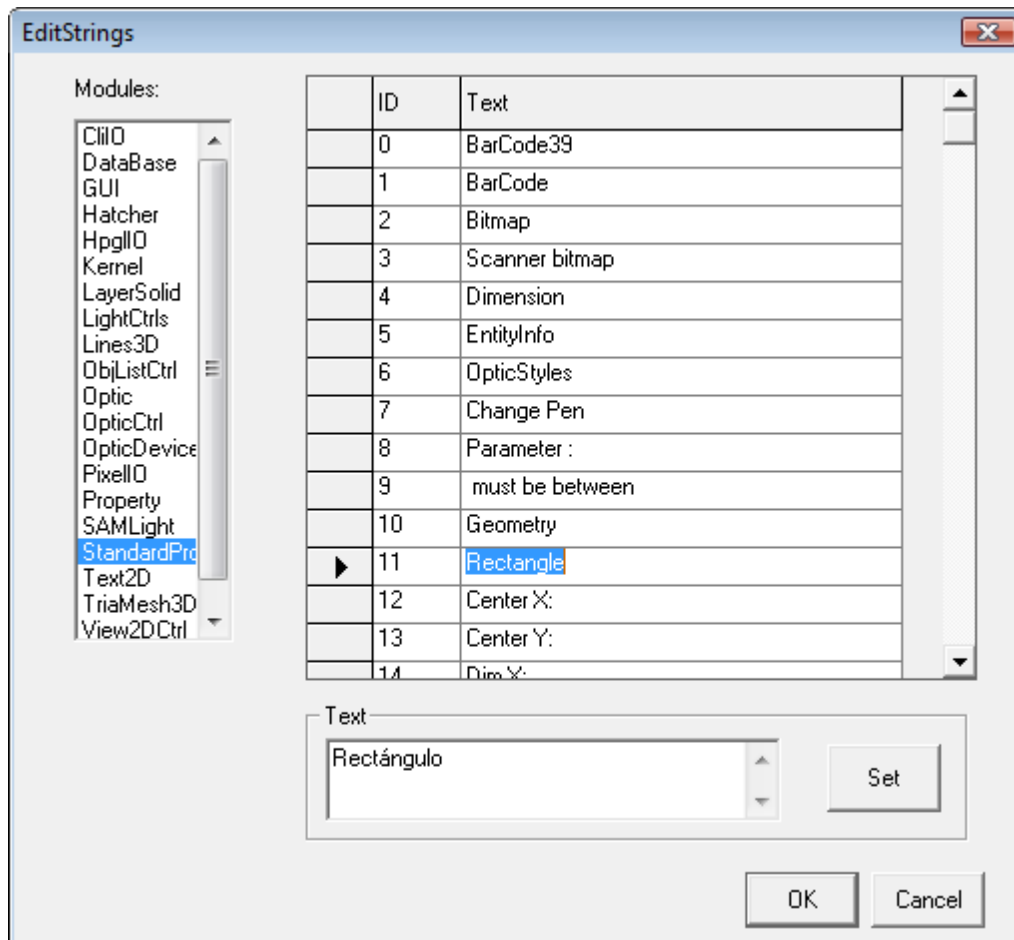 EditStrings
Modules:
CliIO
DataBase
GUI
Hatcher
HpglIO
Kernel
LayerSolid
LightCtrls
Lines3D
ObjListCtrl
Optic
OpticCtrl
OpticDevice
PixelIO
Property
SAMLight
StandardPro
Text2D
TriaMesh3D
View2DCtrl
ID Text
0 BarCode39
1 BarCode
2 Bitmap
3 Scanner bitmap
4 Dimension
5 EntityInfo
6 OpticStyles
7 Change Pen
8 Parameter :
9 must be between
10 Geometry
11 Rectangle
12 Center X:
13 Center Y:
14 Dim X:
Text
Rectángulo
Set
OK Cancel